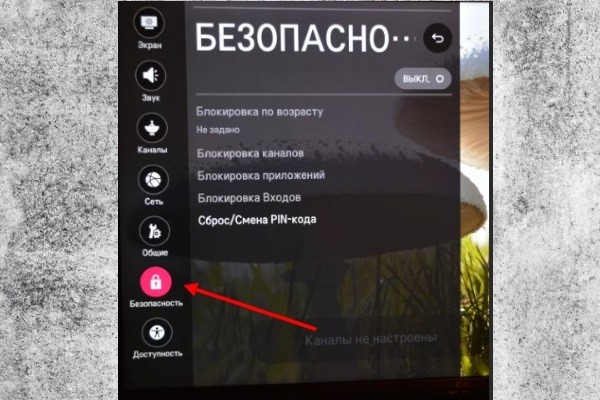 БЕЗОПАСНО···
ВЫКЛ.
Экран
Звук
Каналы
Сеть
Общие
Безопасность
Доступность
Блокировка по возрасту
Не задано
Блокировка каналов
Блокировка приложений
Блокировка Входов
Сброс/Смена PIN-кода
Каналы не настроены